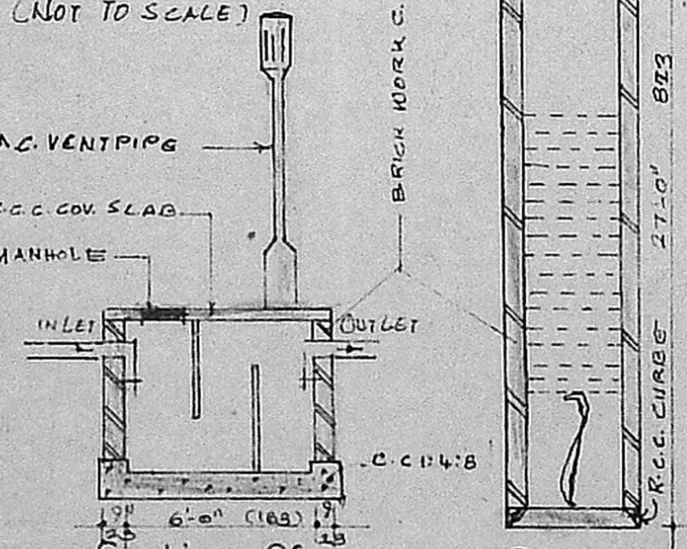 (NOT TO SCALE)
A.C. VENTPIPE
C.C. COV. SLAB
MANHOLE
INLET
OUTLET
C.C 1:4:8
9"
6'-0" (183)
9"
23
23
BRICK WORK C.
823
27'-0"
R.C.C. CURBE